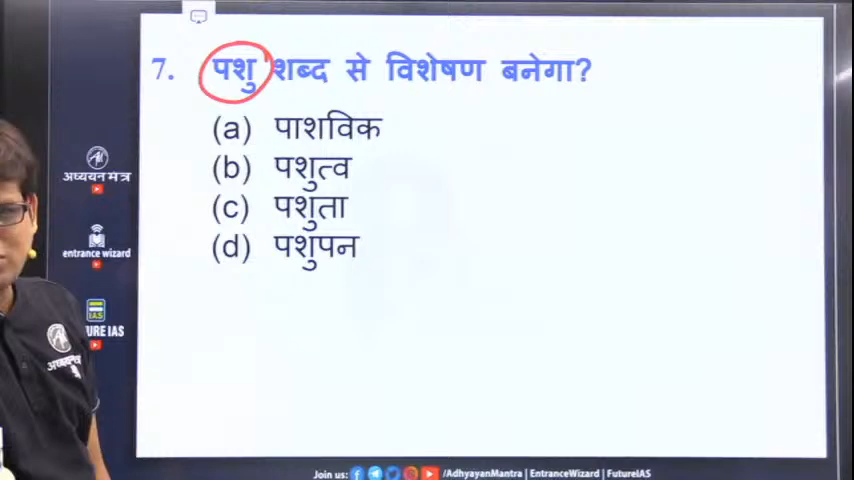 7. पशु शब्द से विशेषण बनेगा?
(a) पाशविक
(b) पशुत्व
(c) पशुता
(d) पशुपन
अध्ययन मंत्र
entrance wizard
IAS
URE IAS
Join us: /AdhyayanMantra | EntranceWizard | FutureIAS